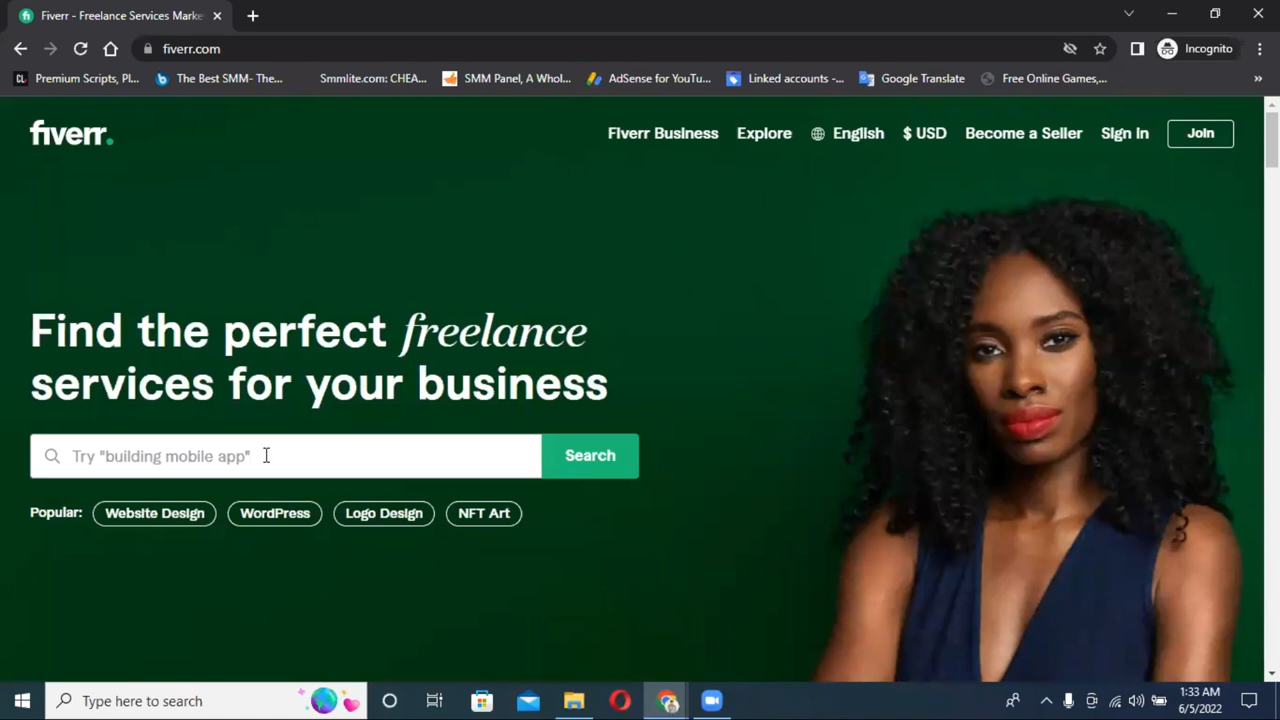 Fiverr - Freelance Services Marke
fiverr.com
Incognito
CL Premium Scripts, Pl...
The Best SMM- The...
Smmlite.com: CHEA...
SMM Panel, A Whol...
AdSense for YouTu...
Linked accounts -...
Google Translate
Free Online Games,...
»
fiverr.
Fiverr Business
Explore
English
$ USD
Become a Seller
Sign In
Join
Find the perfect freelance
services for your business
Try "building mobile app"
Search
Popular:
Website Design
WordPress
Logo Design
NFT Art
Type here to search
1:33 AM
6/5/2022